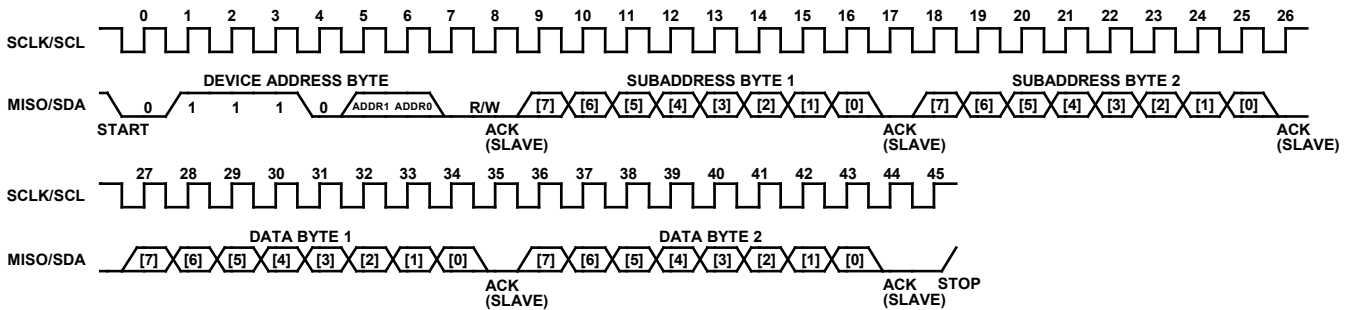 0 1 2 3 4 5 6 7 8 9 10 11 12 13 14 15 16 17 18 19 20 21 22 23 24 25 26
SCLK/SCL
DEVICE ADDRESS BYTE SUBADDRESS BYTE 1 SUBADDRESS BYTE 2
MISO/SDA 0 1 1 1 0 ADDR1 ADDR0 R/W [7] [6] [5] [4] [3] [2] [1] [0] [7] [6] [5] [4] [3] [2] [1] [0]
START ACK (SLAVE) ACK (SLAVE) ACK (SLAVE)
27 28 29 30 31 32 33 34 35 36 37 38 39 40 41 42 43 44 45
SCLK/SCL
DATA BYTE 1 DATA BYTE 2
MISO/SDA [7] [6] [5] [4] [3] [2] [1] [0] [7] [6] [5] [4] [3] [2] [1] [0]
ACK (SLAVE) ACK (SLAVE) STOP